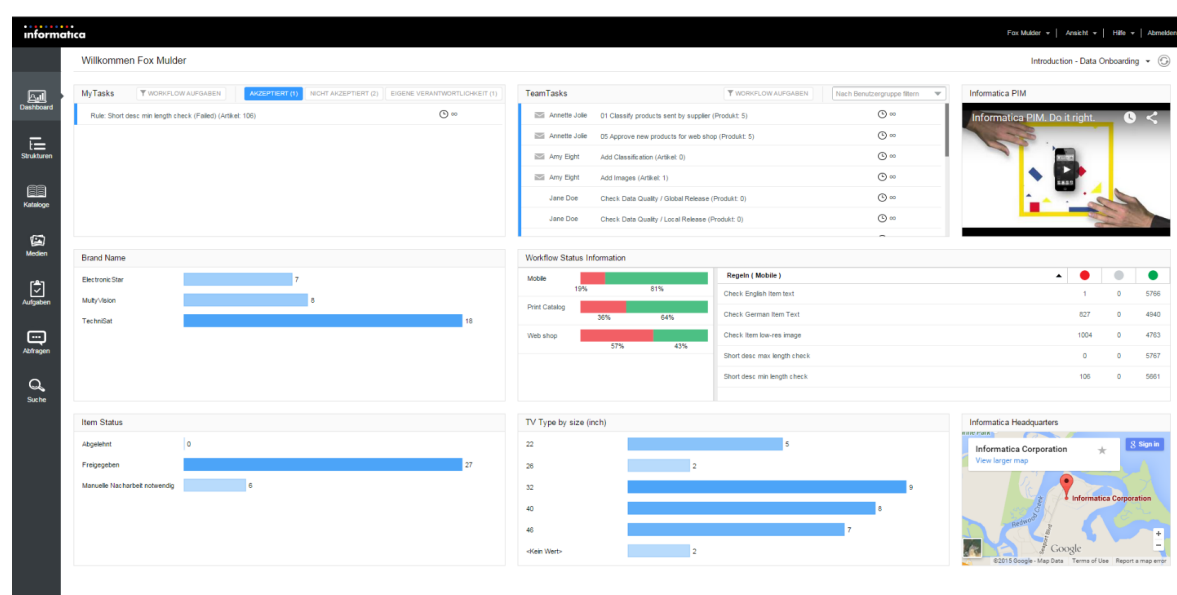 informatica
Fox Mulder
Ansicht
Hilfe
Abmelden
Willkommen Fox Mulder
Introduction - Data Onboarding
Dashboard
Strukturen
Kataloge
Medien
Aufgaben
Abfragen
Suche
MyTasks
WORKFLOW AUFGABEN
AKZEPTIERT (1)
NICHT AKZEPTIERT (2)
EIGENE VERANTWORTLICHKEIT (1)
Rule: Short desc min length check (Failed) (Artikel: 106)
∞
TeamTasks
WORKFLOW AUFGABEN
Nach Benutzergruppe filtern
Annette Jolie 01 Classify products sent by supplier (Produkt: 5) ∞
Annette Jolie 05 Approve new products for web shop (Produkt: 5) ∞
Amy Eight Add Classification (Artikel: 0) ∞
Amy Eight Add Images (Artikel: 1) ∞
Jane Doe Check Data Quality / Global Release (Produkt: 0) ∞
Jane Doe Check Data Quality / Local Release (Produkt: 0) ∞
Informatica PIM
Informatica PIM. Do it right.
Brand Name
ElectronicStar 7
MultyVision 8
TechniSat 18
Workflow Status Information
Mobile
19% 81%
Print Catalog
36% 64%
Web shop
57% 43%
Regeln ( Mobile )
Check English Item text 1 0 5766
Check German Item Text 827 0 4940
Check Item low-res image 1004 0 4763
Short desc max length check 0 0 5767
Short desc min length check 106 0 5661
Item Status
Abgelehnt 0
Freigegeben 27
Manuelle Nacharbeit notwendig 6
TV Type by size (inch)
22 5
26 2
32 9
40 8
46 7
<Kein Wert> 2
Informatica Headquarters
Informatica Corporation
View larger map
8 Sign in
Informatica Corporation
Redwood Creek
Seaport Blvd
Google
+
−
©2015 Google - Map Data Terms of Use Report a map error